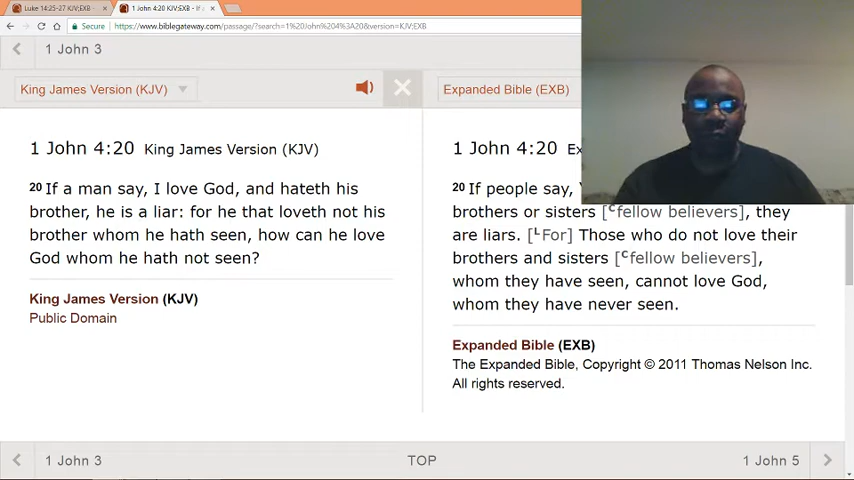 Luke 14:25-27 KJV;EXB -
1 John 4:20 KJV;EXB - If a
Secure
https://www.biblegateway.com/passage/?search=1%20John%204%3A20&version=KJV;EXB
1 John 3
King James Version (KJV)
Expanded Bible (EXB)
1 John 4:20 King James Version (KJV)
20 If a man say, I love God, and hateth his
brother, he is a liar: for he that loveth not his
brother whom he hath seen, how can he love
God whom he hath not seen?
King James Version (KJV)
Public Domain
1 John 4:20
20 If people say,
brothers or sisters [C fellow believers], they
are liars. [L For] Those who do not love their
brothers and sisters [C fellow believers],
whom they have seen, cannot love God,
whom they have never seen.
Expanded Bible (EXB)
The Expanded Bible, Copyright © 2011 Thomas Nelson Inc.
All rights reserved.
1 John 3
TOP
1 John 5